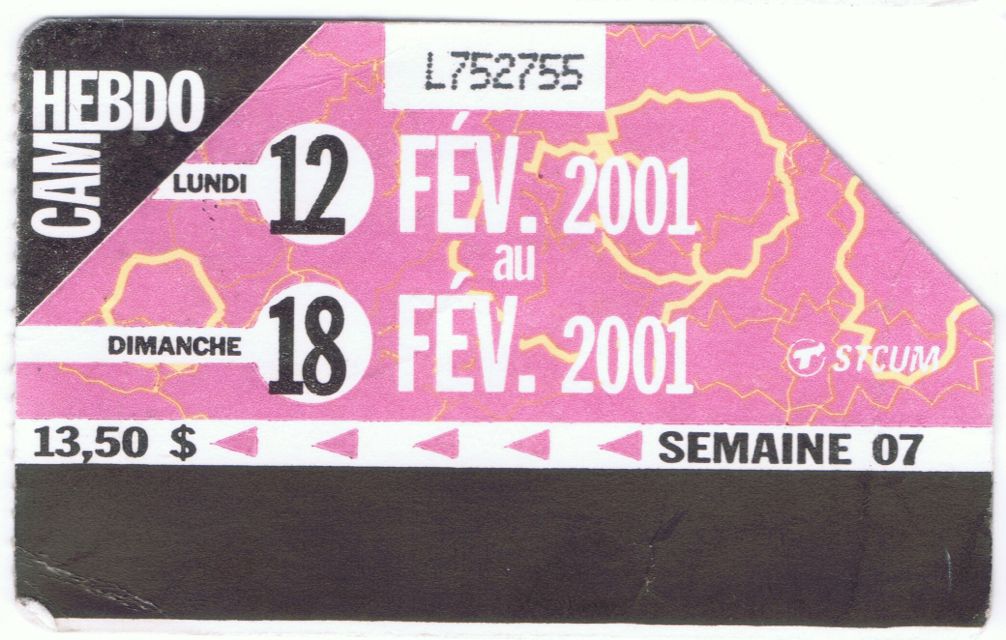 L752755
CAM
HEBDO
LUNDI 12 FÉV. 2001
au
DIMANCHE 18 FÉV. 2001
STCUM
13,50 $ SEMAINE 07